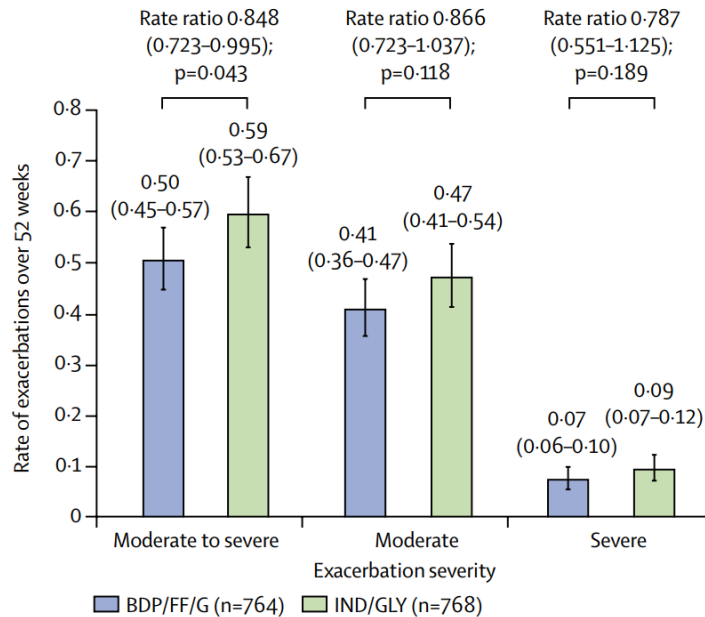 Rate ratio 0·848
(0·723–0·995);
p=0·043
Rate ratio 0·866
(0·723–1·037);
p=0·118
Rate ratio 0·787
(0·551–1·125);
p=0·189
Rate of exacerbations over 52 weeks
0·8
0·7
0·6
0·5
0·4
0·3
0·2
0·1
0
0·50
(0·45–0·57)
0·59
(0·53–0·67)
0·41
(0·36–0·47)
0·47
(0·41–0·54)
0·07
(0·06–0·10)
0·09
(0·07–0·12)
Moderate to severe
Moderate
Severe
Exacerbation severity
BDP/FF/G (n=764)
IND/GLY (n=768)